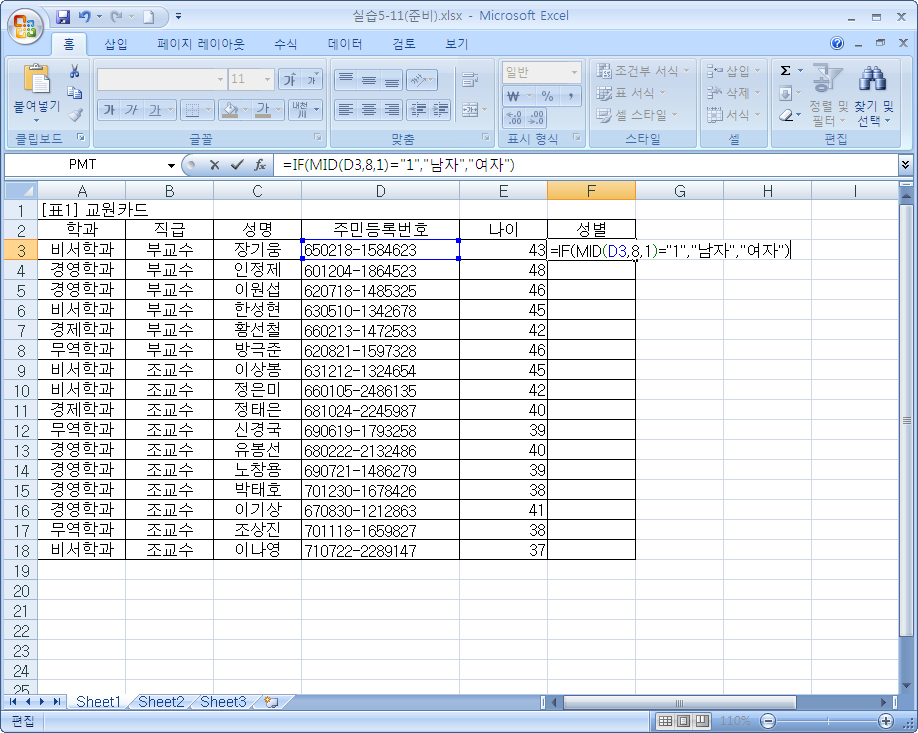 실습5-11(준비).xlsx - Microsoft Excel
홈 삽입 페이지 레이아웃 수식 데이터 검토 보기
11 일반 조건부 서식 삽입
붙여넣기 표 서식 삭제 정렬 및 필터 찾기 및 선택
가 가 가 가 내천 % , 셀 스타일 서식
클립보드 글꼴 맞춤 표시 형식 스타일 셀 편집
PMT =IF(MID(D3,8,1)="1","남자","여자")
A B C D E F G H I
1 [표1] 교원카드
2 학과 직급 성명 주민등록번호 나이 성별
3 비서학과 부교수 장기웅 650218-1584623 43 =IF(MID(D3,8,1)="1","남자","여자")
4 경영학과 부교수 인정제 601204-1864523 48
5 경영학과 부교수 이원섭 620718-1485325 46
6 비서학과 부교수 한성현 630510-1342678 45
7 경제학과 부교수 황선철 660213-1472583 42
8 무역학과 부교수 방극준 620821-1597328 46
9 비서학과 조교수 이상봉 631212-1324654 45
10 비서학과 조교수 정은미 660105-2486135 42
11 경제학과 조교수 정태은 681024-2245987 40
12 무역학과 조교수 신경국 690619-1793258 39
13 경영학과 조교수 유봉선 680222-2132486 40
14 경영학과 조교수 노창용 690721-1486279 39
15 경영학과 조교수 박태호 701230-1678426 38
16 경영학과 조교수 이기상 670830-1212863 41
17 무역학과 조교수 조상진 701118-1659827 38
18 비서학과 조교수 이나영 710722-2289147 37
19
20
21
22
23
24
25
Sheet1 Sheet2 Sheet3
편집 110%